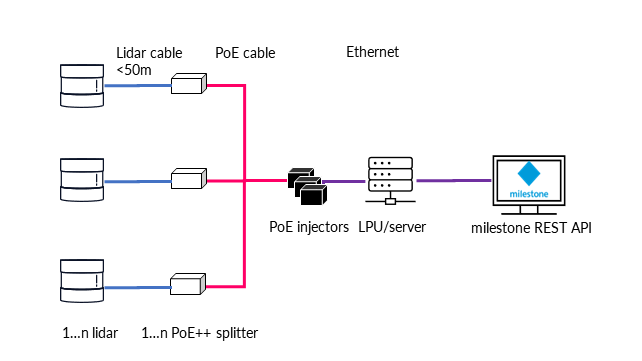 Lidar cable
<50m
PoE cable
Ethernet
milestone
PoE injectors
LPU/server
milestone REST API
1...n lidar
1...n PoE++ splitter